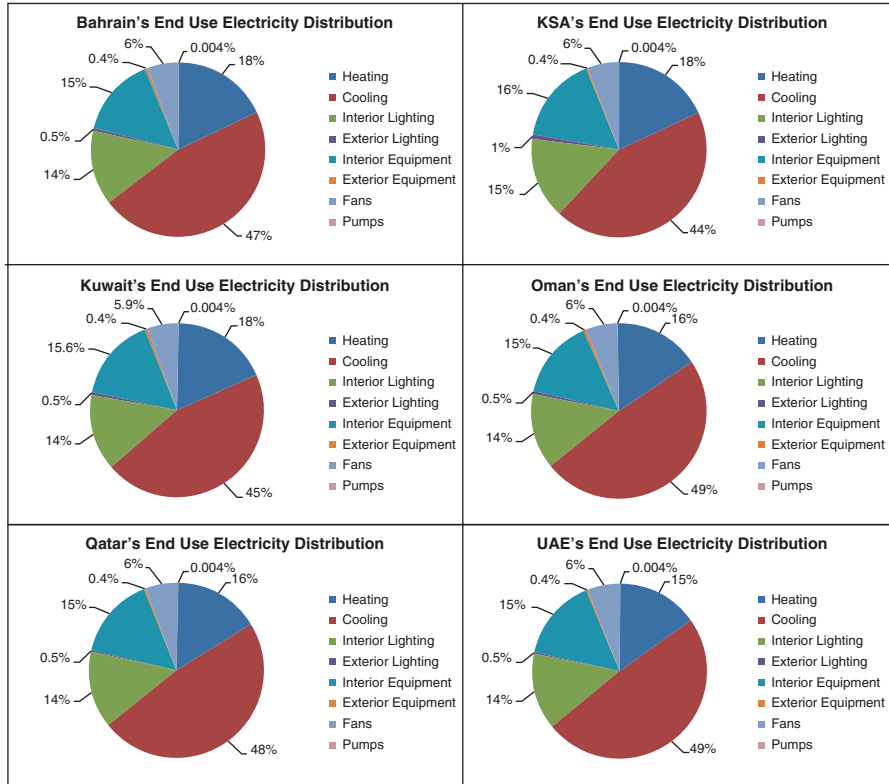 Bahrain's End Use Electricity Distribution
6%
0.004%
0.4%
18%
15%
0.5%
14%
47%
Heating
Cooling
Interior Lighting
Exterior Lighting
Interior Equipment
Exterior Equipment
Fans
Pumps
KSA's End Use Electricity Distribution
6%
0.004%
0.4%
18%
16%
1%
15%
44%
Heating
Cooling
Interior Lighting
Exterior Lighting
Interior Equipment
Exterior Equipment
Fans
Pumps
Kuwait's End Use Electricity Distribution
5.9%
0.004%
0.4%
18%
15.6%
0.5%
14%
45%
Heating
Cooling
Interior Lighting
Exterior Lighting
Interior Equipment
Exterior Equipment
Fans
Pumps
Oman's End Use Electricity Distribution
6%
0.004%
0.4%
16%
15%
0.5%
14%
49%
Heating
Cooling
Interior Lighting
Exterior Lighting
Interior Equipment
Exterior Equipment
Fans
Pumps
Qatar's End Use Electricity Distribution
6%
0.004%
0.4%
16%
15%
0.5%
14%
48%
Heating
Cooling
Interior Lighting
Exterior Lighting
Interior Equipment
Exterior Equipment
Fans
Pumps
UAE's End Use Electricity Distribution
6%
0.004%
0.4%
15%
15%
0.5%
14%
49%
Heating
Cooling
Interior Lighting
Exterior Lighting
Interior Equipment
Exterior Equipment
Fans
Pumps